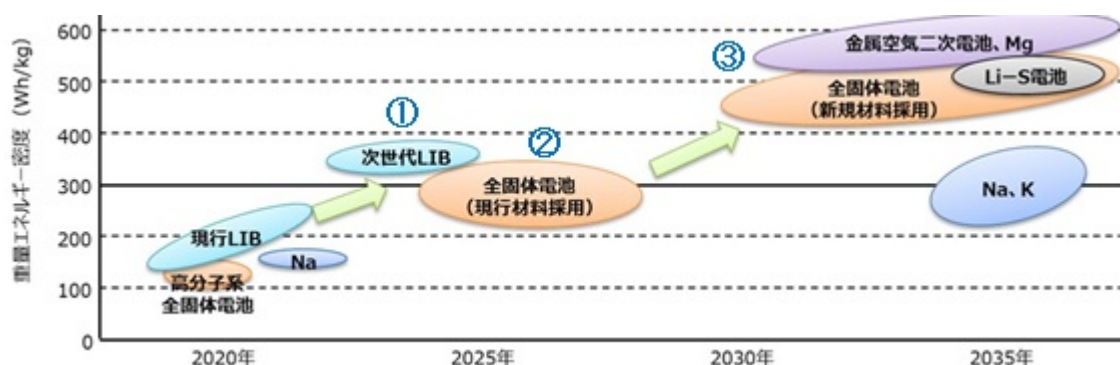 重量エネルギー密度 (Wh/kg)
600
500
400
300
200
100
0
2020年
2025年
2030年
2035年
現行LIB
高分子系
全固体電池
Na
①
次世代LIB
②
全固体電池
(現行材料採用)
③
金属空気二次電池、Mg
Li-S電池
全固体電池
(新規材料採用)
Na、K